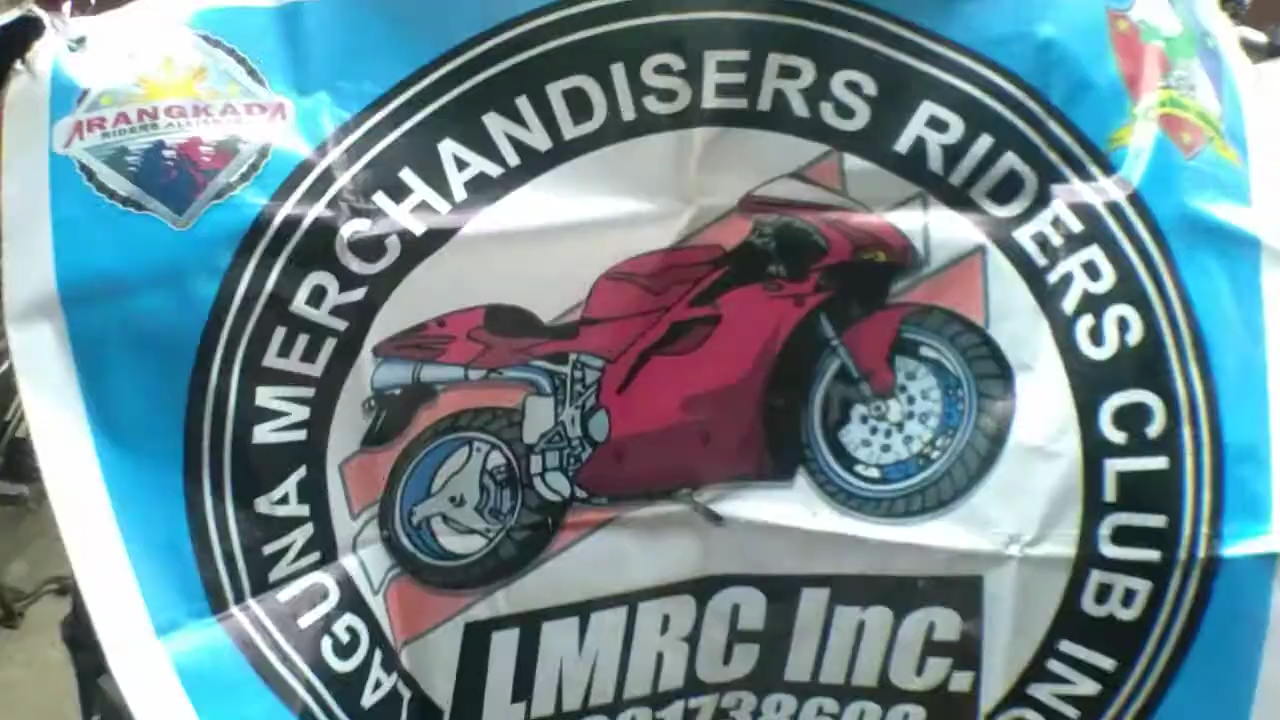 ARANGKADA
RIDERS ALLIANCE
LAGUNA MERCHANDISERS RIDERS CLUB INC
LMRC Inc.